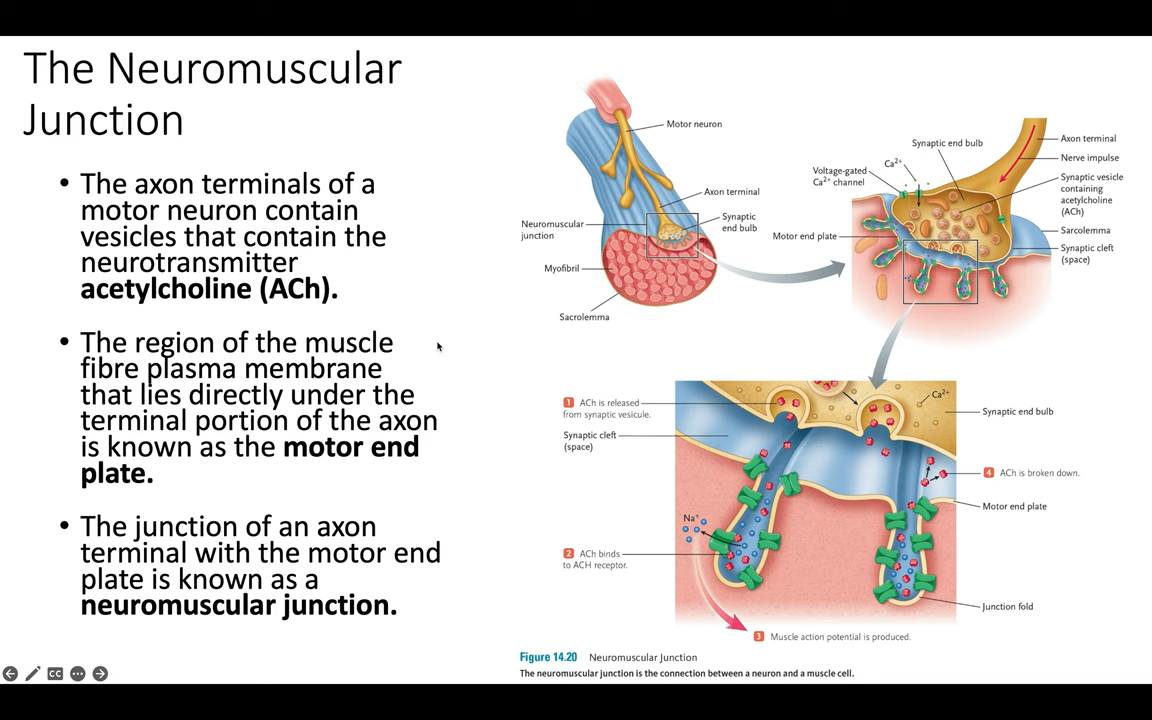 The Neuromuscular
Junction
• The axon terminals of a
motor neuron contain
vesicles that contain the
neurotransmitter
acetylcholine (ACh).
• The region of the muscle
fibre plasma membrane
that lies directly under the
terminal portion of the axon
is known as the motor end
plate.
• The junction of an axon
terminal with the motor end
plate is known as a
neuromuscular junction.
Motor neuron
Axon terminal
Synaptic
end bulb
Neuromuscular
junction
Myofibril
Sacrolemma
Synaptic end bulb
Ca2+
Voltage-gated
Ca2+ channel
Motor end plate
Axon terminal
Nerve impulse
Synaptic vesicle
containing
acetylcholine
(ACh)
Sarcolemma
Synaptic cleft
(space)
1 ACh is released
from synaptic vesicule.
Synaptic cleft
(space)
Na+
2 ACh binds
to ACH receptor.
Ca2+
Synaptic end bulb
4 ACh is broken down.
Motor end plate
Junction fold
3 Muscle action potential is produced.
Figure 14.20 Neuromuscular Junction
The neuromuscular junction is the connection between a neuron and a muscle cell.
CC